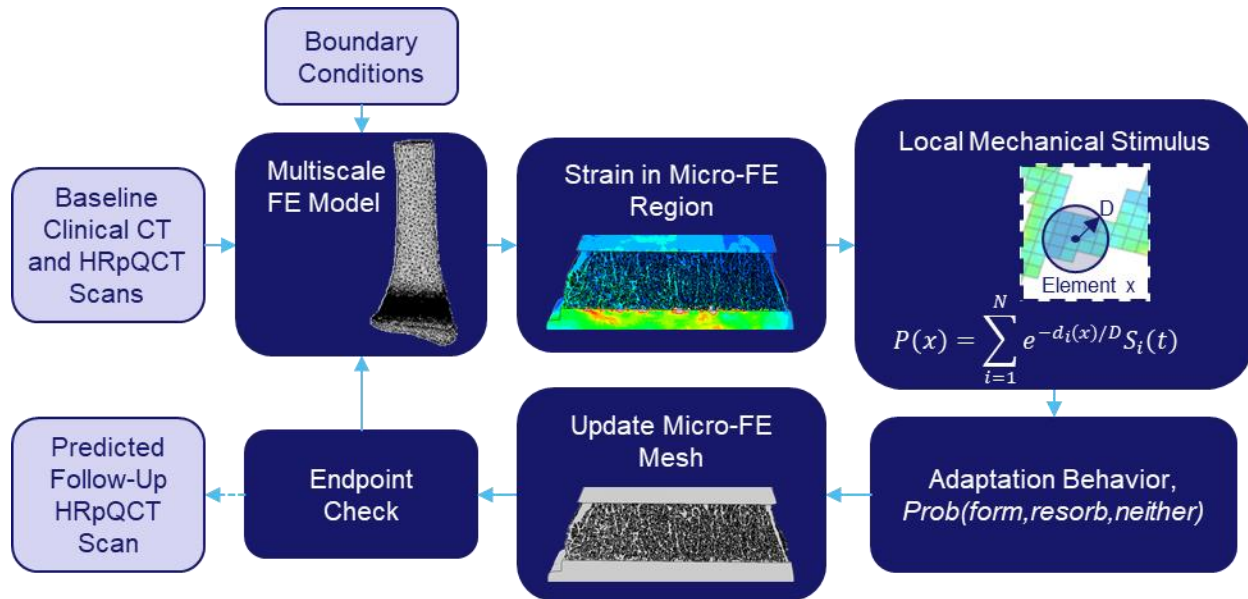 Boundary
Conditions
Baseline
Clinical CT
and HRpQCT
Scans
Multiscale
FE Model
Strain in Micro-FE
Region
Local Mechanical Stimulus
D
Element x
P(x) = \sum_{i=1}^{N} e^{-d_i(x)/D} S_i(t)
Predicted
Follow-Up
HRpQCT
Scan
Endpoint
Check
Update Micro-FE
Mesh
Adaptation Behavior,
Prob(form,resorb,neither)